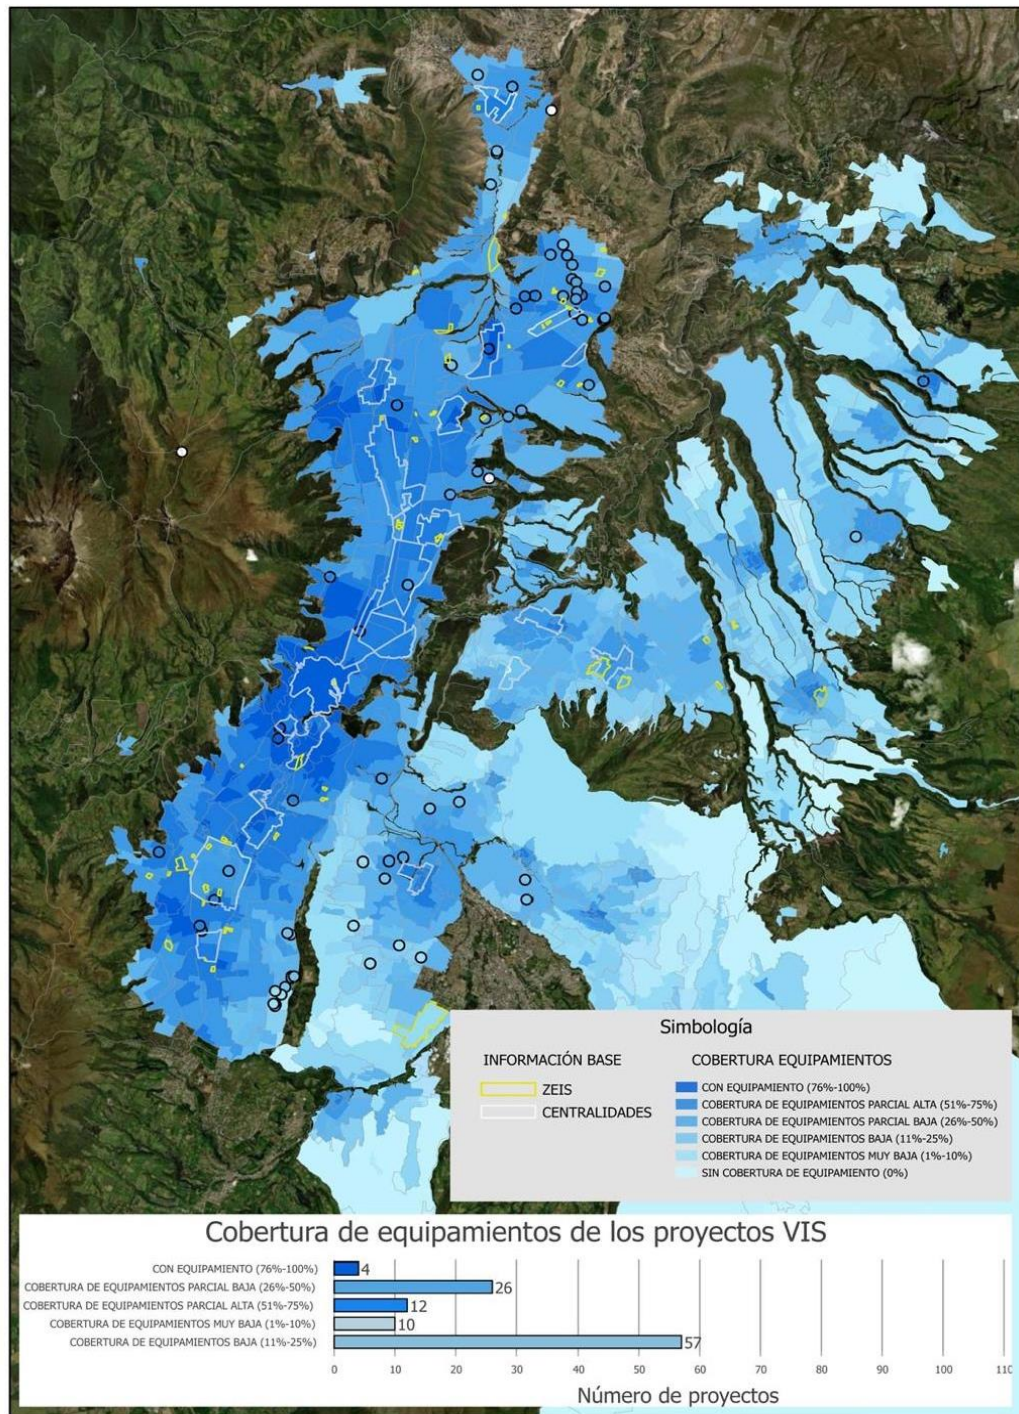 Simbología
INFORMACIÓN BASE
ZEIS
CENTRALIDADES
COBERTURA EQUIPAMIENTOS
CON EQUIPAMIENTO (76%-100%)
COBERTURA DE EQUIPAMIENTOS PARCIAL ALTA (51%-75%)
COBERTURA DE EQUIPAMIENTOS PARCIAL BAJA (26%-50%)
COBERTURA DE EQUIPAMIENTOS BAJA (11%-25%)
COBERTURA DE EQUIPAMIENTOS MUY BAJA (1%-10%)
SIN COBERTURA DE EQUIPAMIENTO (0%)
Cobertura de equipamientos de los proyectos VIS
CON EQUIPAMIENTO (76%-100%) 4
COBERTURA DE EQUIPAMIENTOS PARCIAL BAJA (26%-50%) 26
COBERTURA DE EQUIPAMIENTOS PARCIAL ALTA (51%-75%) 12
COBERTURA DE EQUIPAMIENTOS MUY BAJA (1%-10%) 10
COBERTURA DE EQUIPAMIENTOS BAJA (11%-25%) 57
0 10 20 30 40 50 60 70 80 90 100 110
Número de proyectos